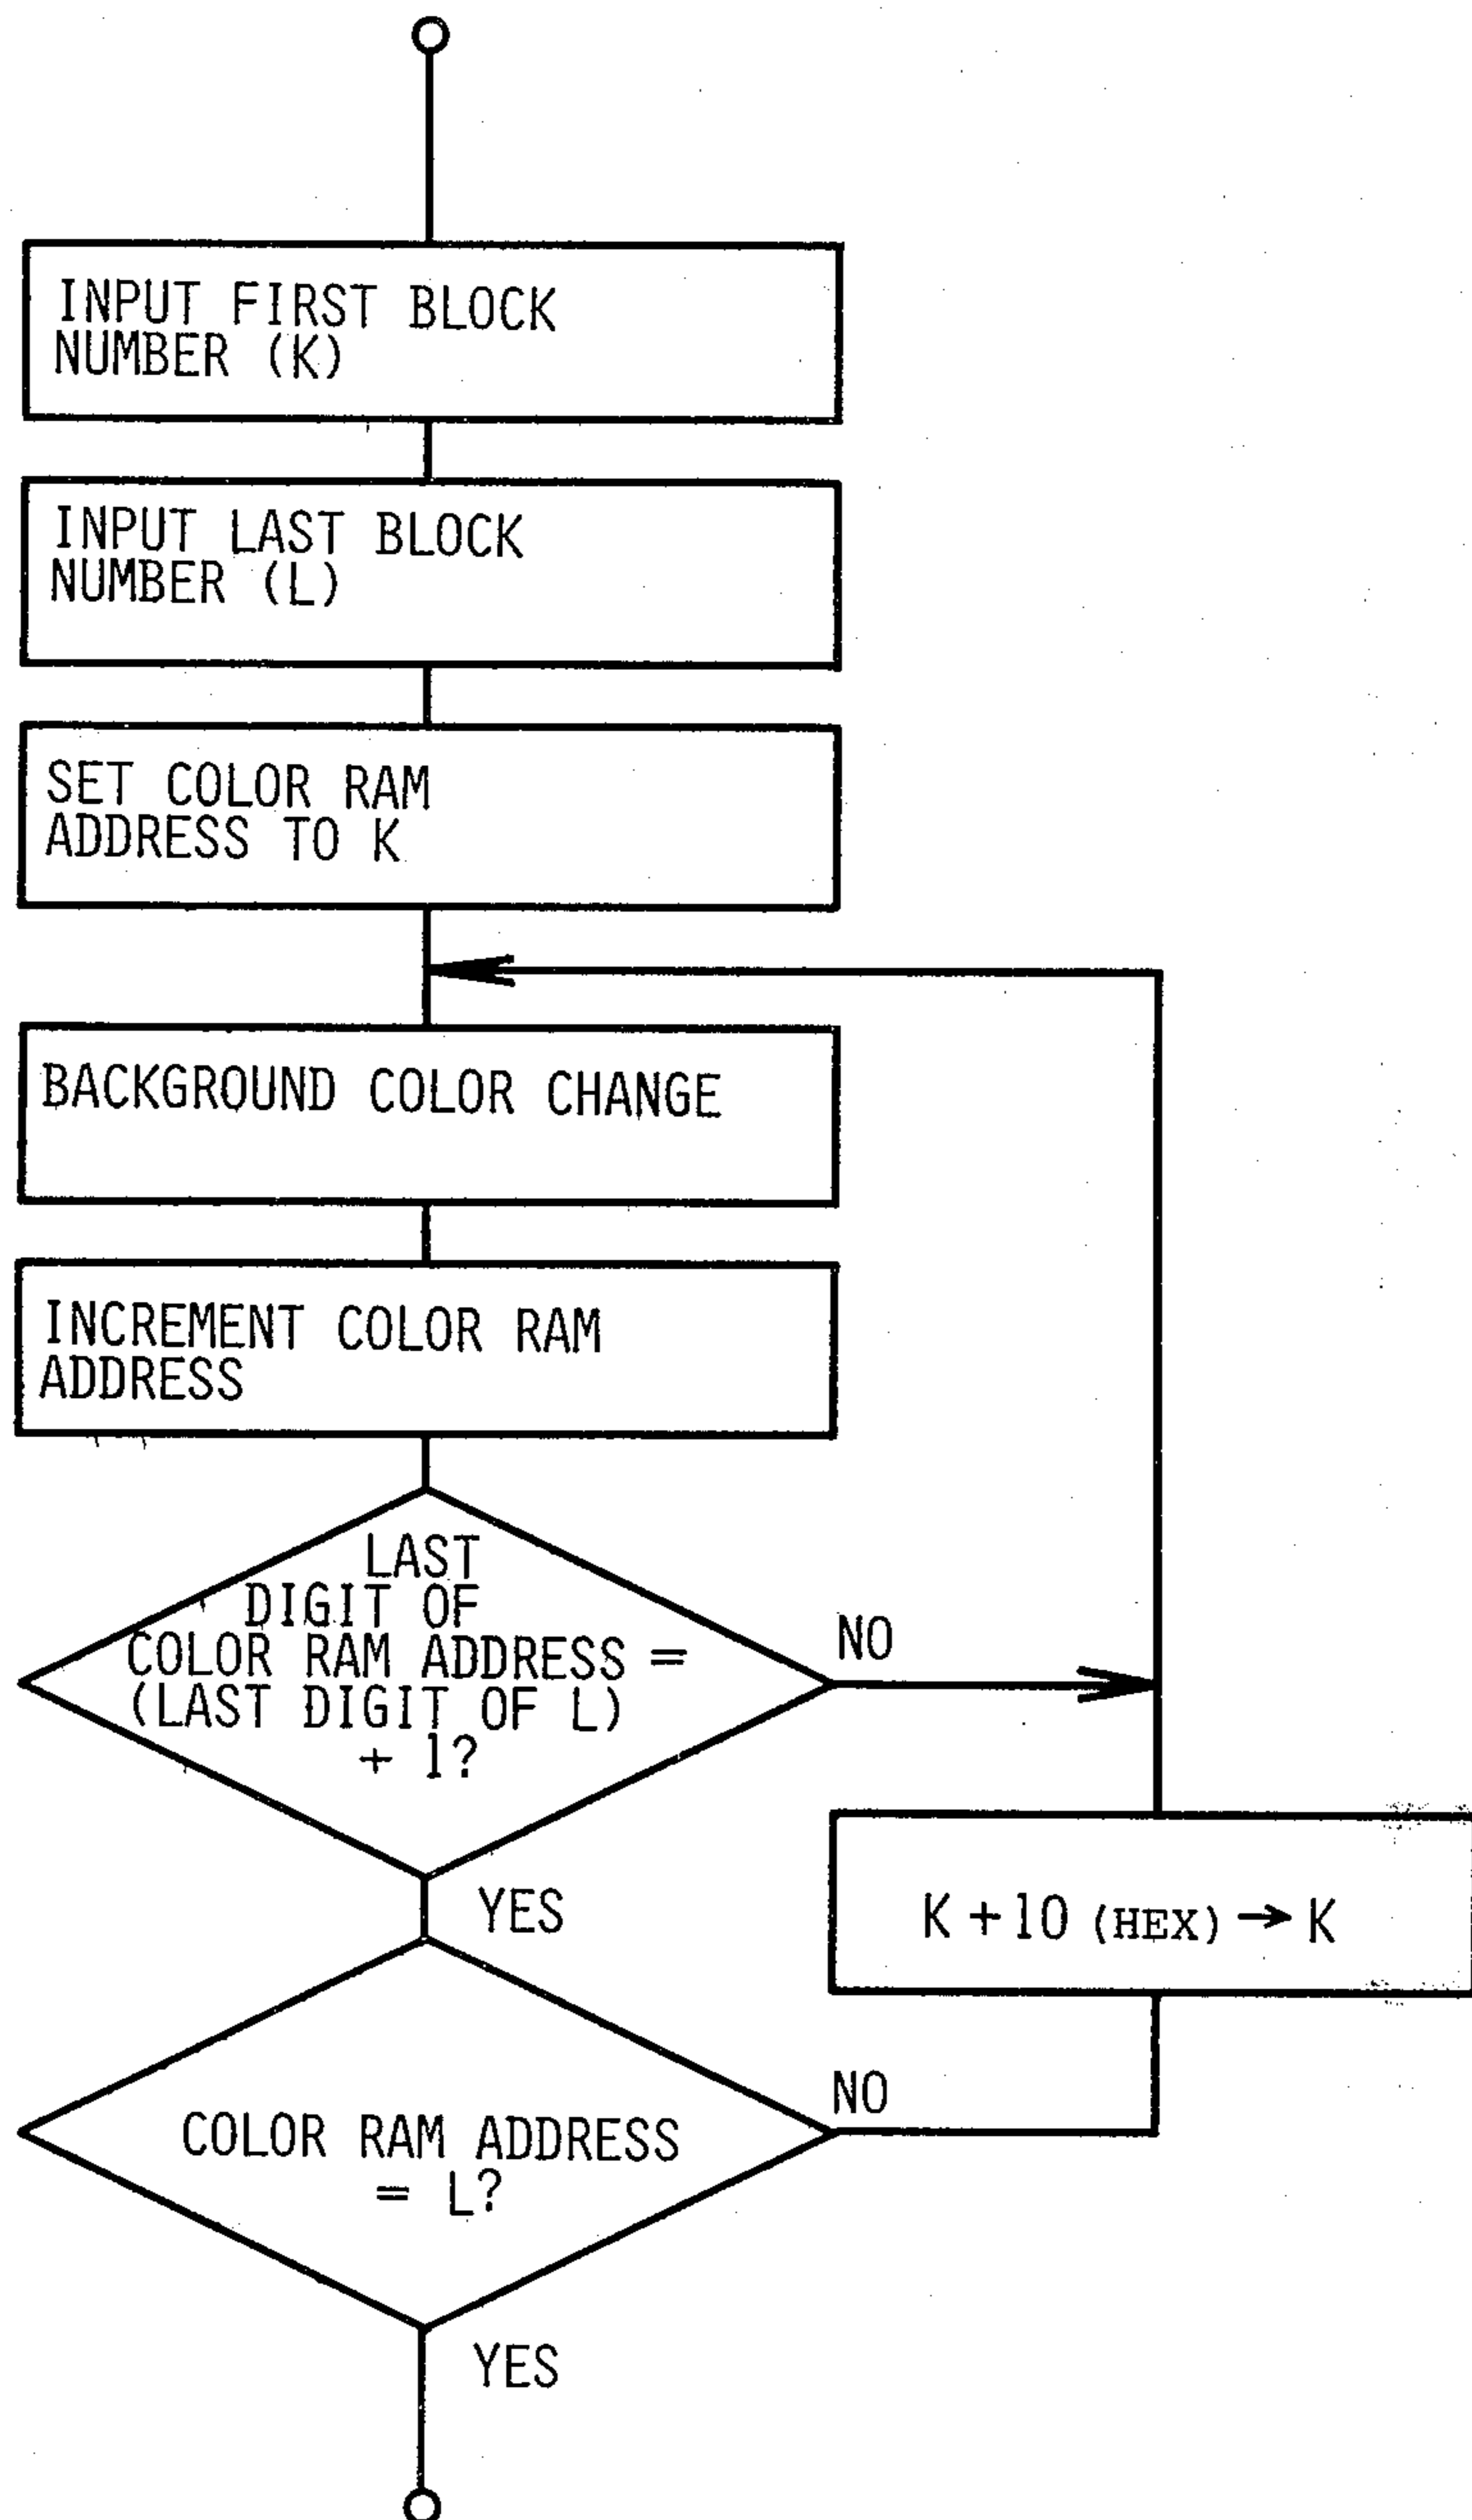 INPUT FIRST BLOCK
NUMBER (K)
INPUT LAST BLOCK
NUMBER (L)
SET COLOR RAM
ADDRESS TO K
BACKGROUND COLOR CHANGE
INCREMENT COLOR RAM
ADDRESS
LAST
DIGIT OF
COLOR RAM ADDRESS =
(LAST DIGIT OF L)
+ 1?
NO
YES
K + 10 (HEX) → K
COLOR RAM ADDRESS
= L?
NO
YES